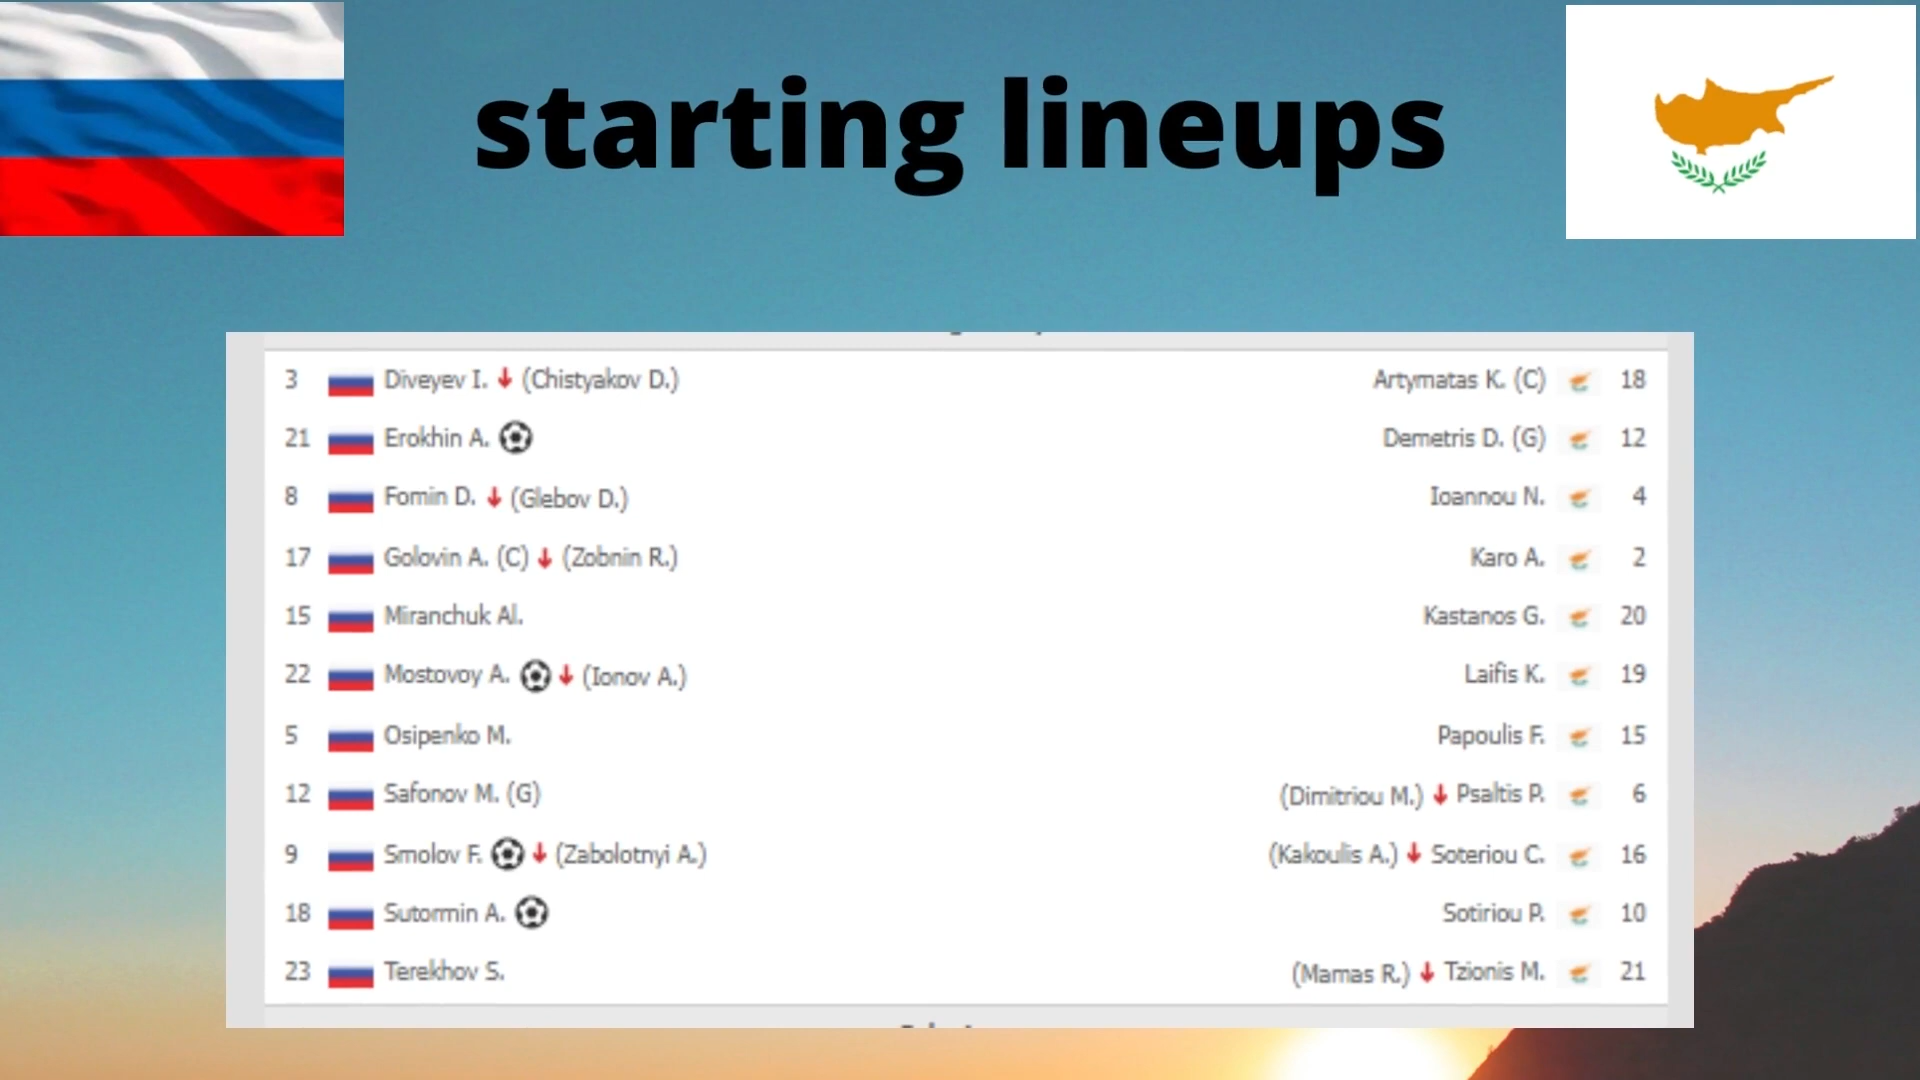 starting lineups
3 Diveyev I. (Chistyakov D.) Artymatas K. (C) 18
21 Erokhin A. Demetris D. (G) 12
8 Fomin D. (Glebov D.) Ioannou N. 4
17 Golovin A. (C) (Zobnin R.) Karo A. 2
15 Miranchuk Al. Kastanos G. 20
22 Mostovoy A. (Ionov A.) Laifis K. 19
5 Osipenko M. Papoulis F. 15
12 Safonov M. (G) (Dimitriou M.) Psaltis P. 6
9 Smolov F. (Zabolotnyi A.) (Kakoulis A.) Soteriou C. 16
18 Sutormin A. Sotiriou P. 10
23 Terekhov S. (Mamas R.) Tzionis M. 21